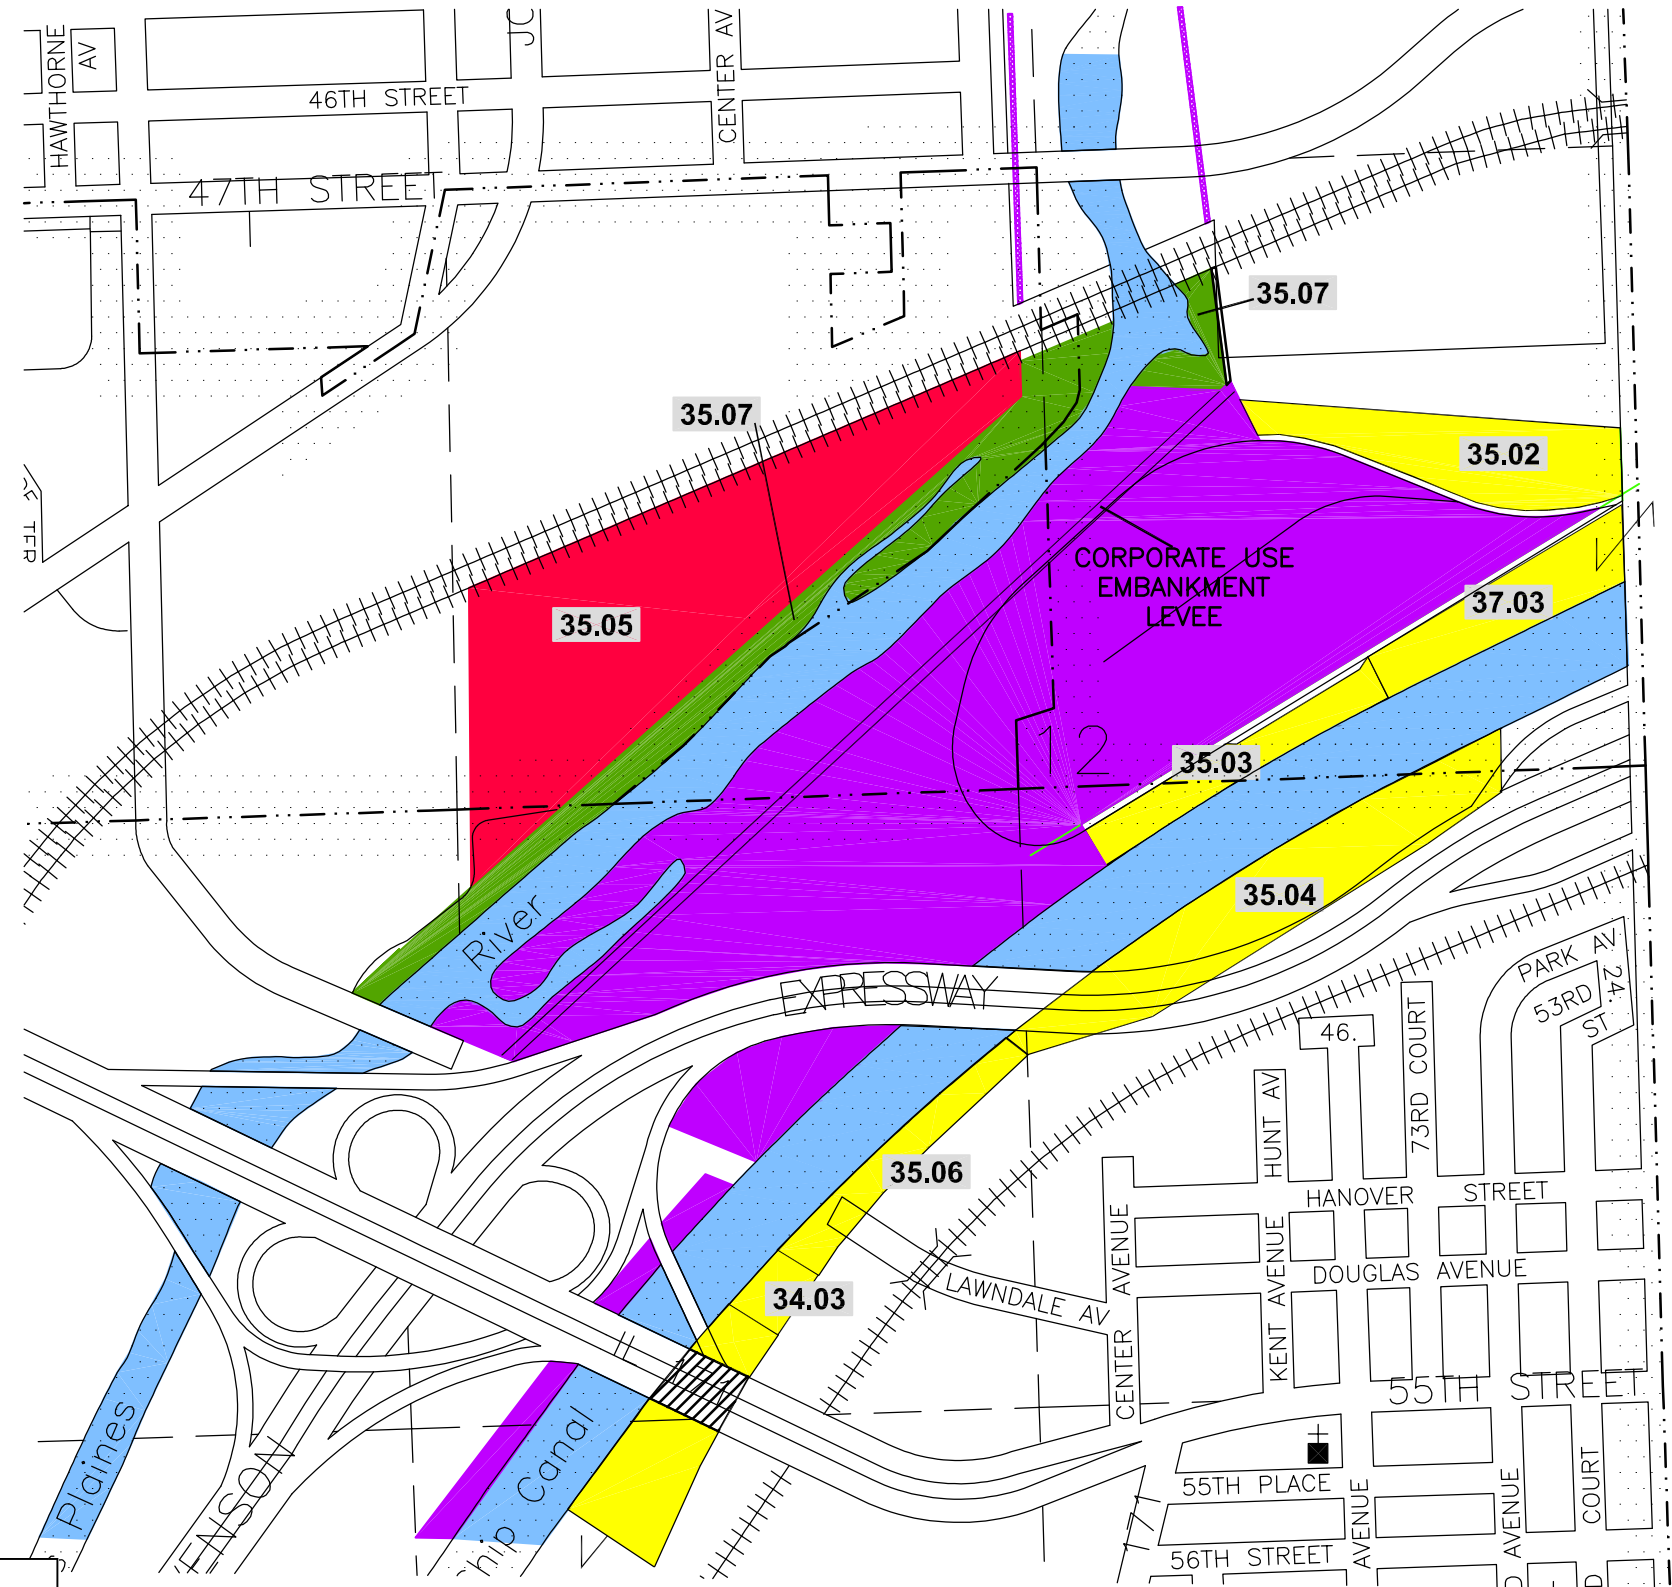 HAWTHORNE
AV
46TH STREET
CENTER AV
47TH STREET
35.07
35.07
35.02
35.05
CORPORATE USE
EMBANKMENT
LEVEE
37.03
12
35.03
35.04
River
EXPRESSWAY
PARK AV
24.
53RD
ST
46.
73RD COURT
HUNT AV
35.06
HANOVER STREET
CENTER AVENUE
KENT AVENUE
DOUGLAS AVENUE
LAWNDALE AV
34.03
55TH STREET
Plaines
ENSON
hip Canal
55TH PLACE
171
AVENUE
AVENUE
COURT
56TH STREET